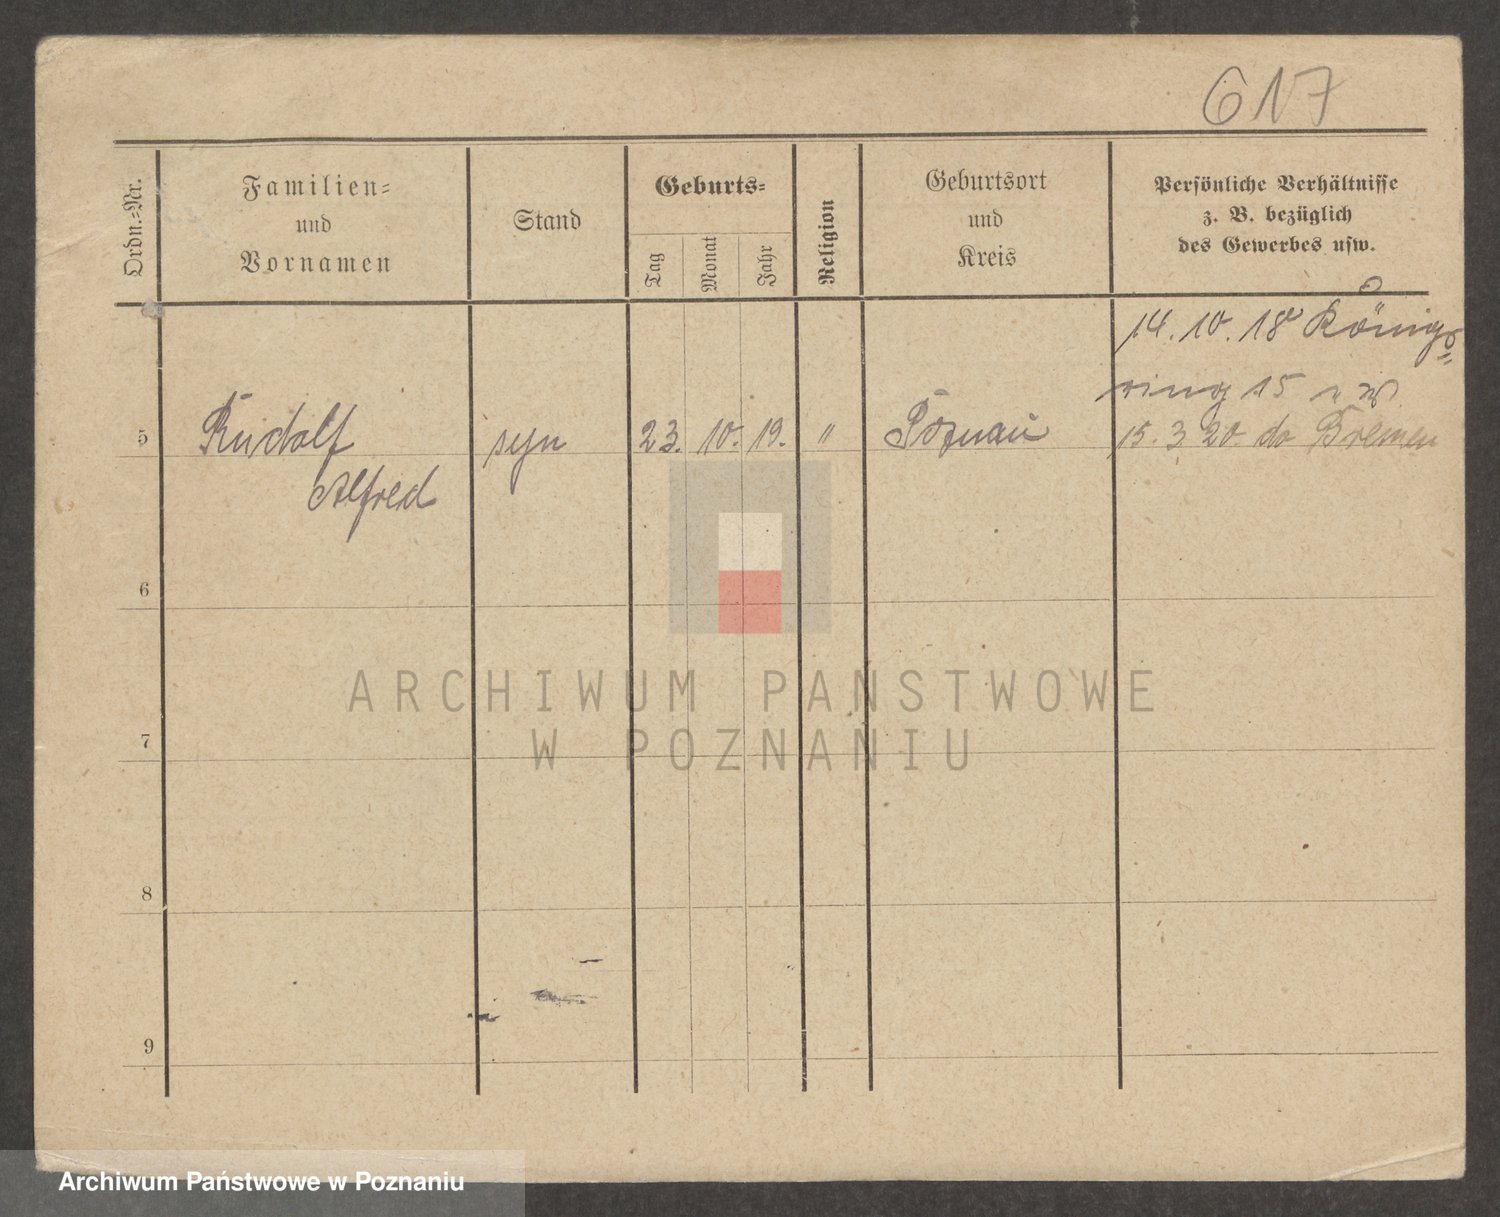 617
Ordn.=Nr.
Familien=
und
Vornamen
Stand
Geburts=
Tag
Monat
Jahr
Religion
Geburtsort
und
Kreis
Persönliche Verhältnisse
z. B. bezüglich
des Gewerbes usw.
14. 10. 18 Königs=
ring 15
5 Rudolf syn 23. 10. 19. " Poznań 15. 3 20 do Bremen
Alfred
6
7
8
9
ARCHIWUM PAŃSTWOWE
W POZNANIU
Archiwum Państwowe w Poznaniu